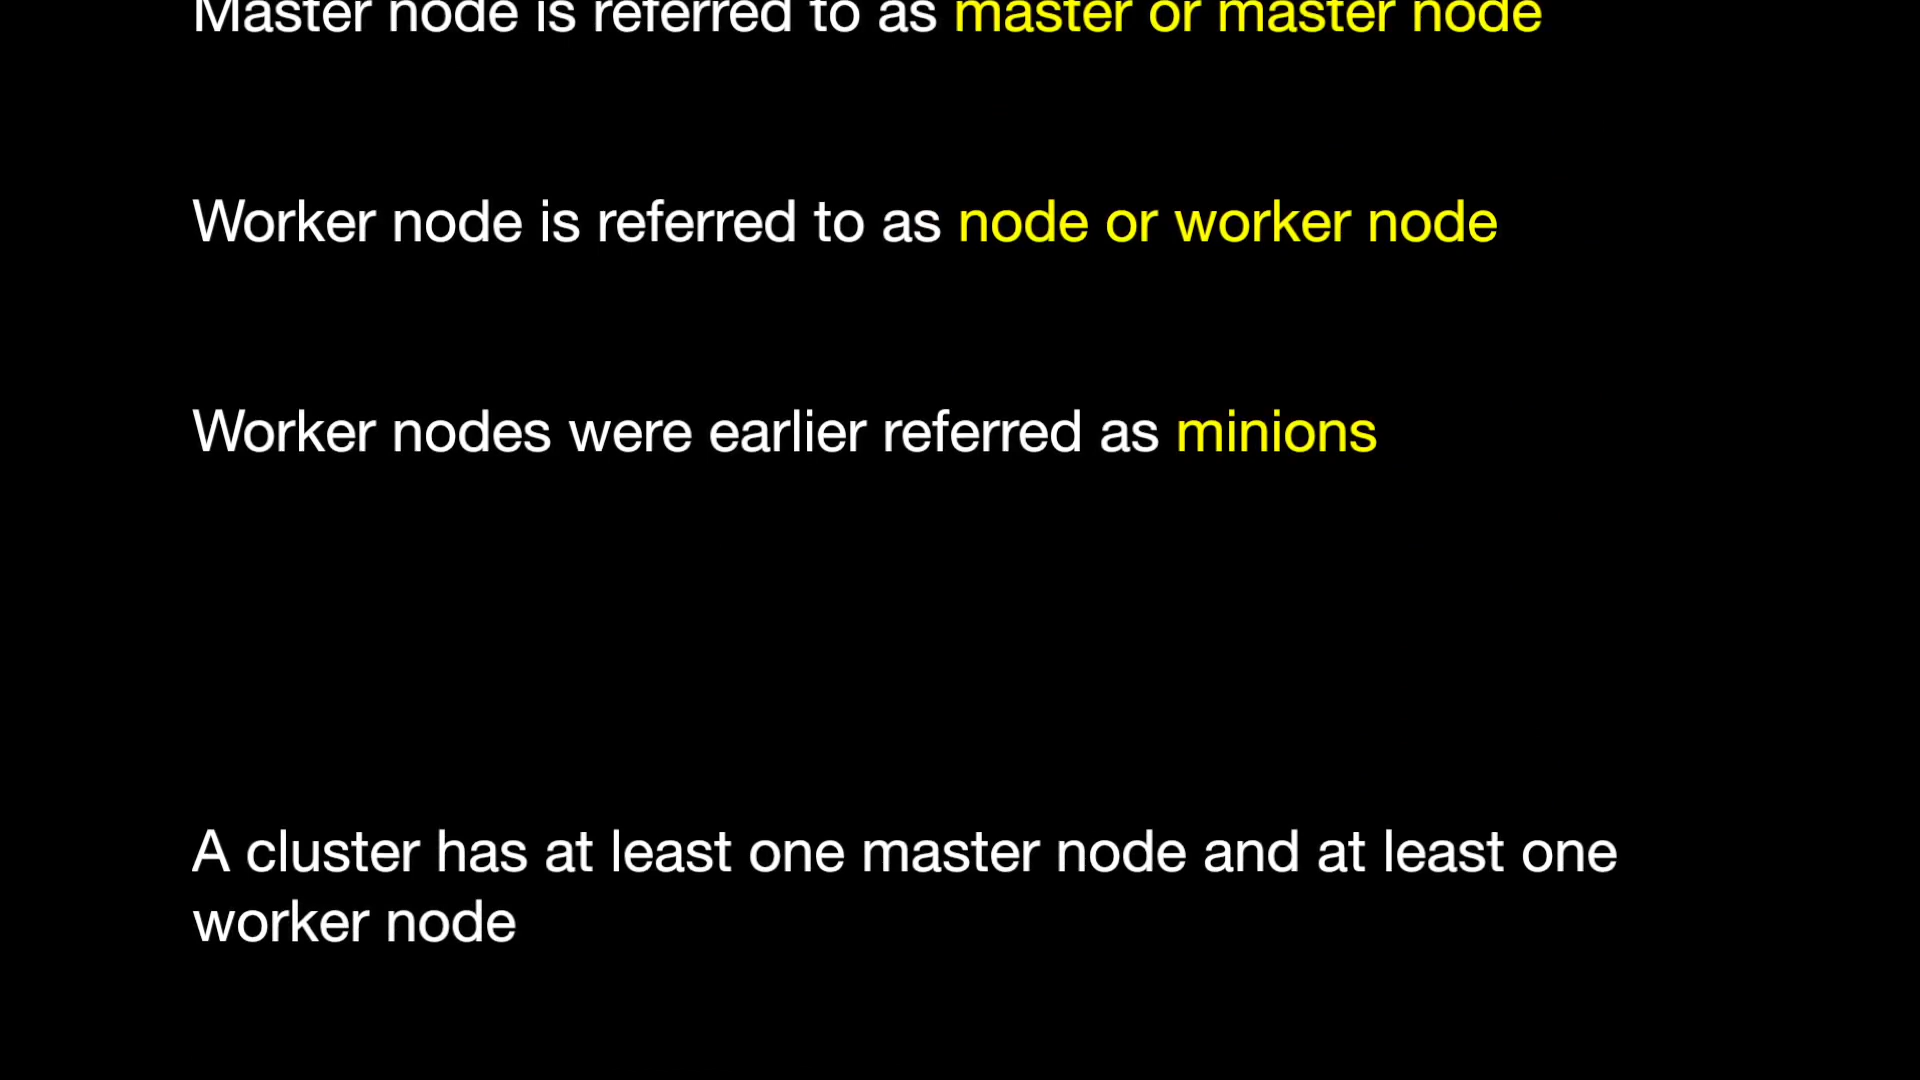 Master node is referred to as master or master node
Worker node is referred to as node or worker node
Worker nodes were earlier referred as minions
A cluster has at least one master node and at least one
worker node